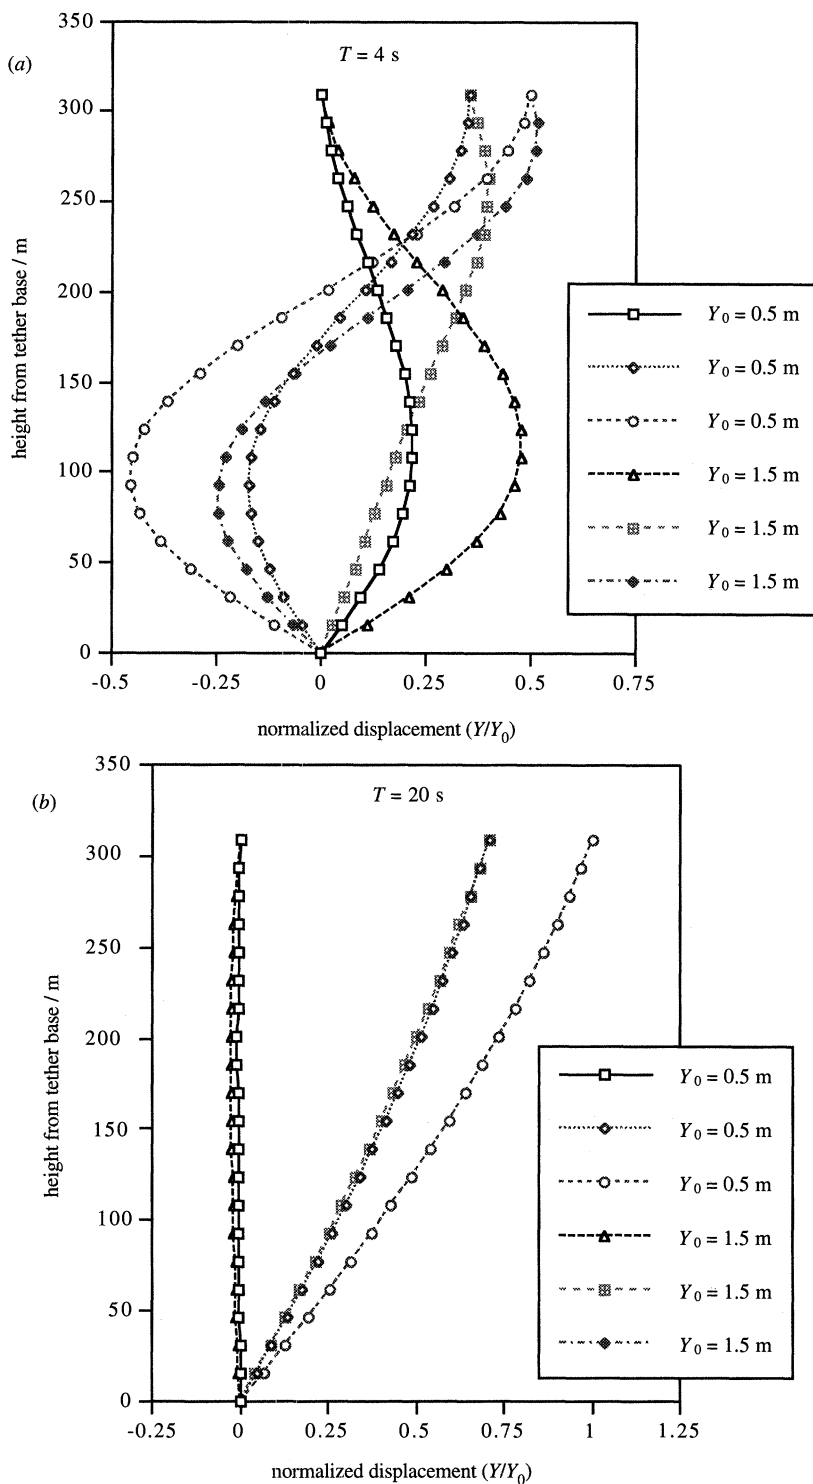 (a)
T = 4 s
350
300
250
200
150
100
50
0
height from tether base / m
-0.5
-0.25
0
0.25
0.5
0.75
normalized displacement (Y/Y0)
Y0 = 0.5 m
Y0 = 0.5 m
Y0 = 0.5 m
Y0 = 1.5 m
Y0 = 1.5 m
Y0 = 1.5 m
(b)
T = 20 s
350
300
250
200
150
100
50
0
height from tether base / m
-0.25
0
0.25
0.50
0.75
1
1.25
normalized displacement (Y/Y0)
Y0 = 0.5 m
Y0 = 0.5 m
Y0 = 0.5 m
Y0 = 1.5 m
Y0 = 1.5 m
Y0 = 1.5 m